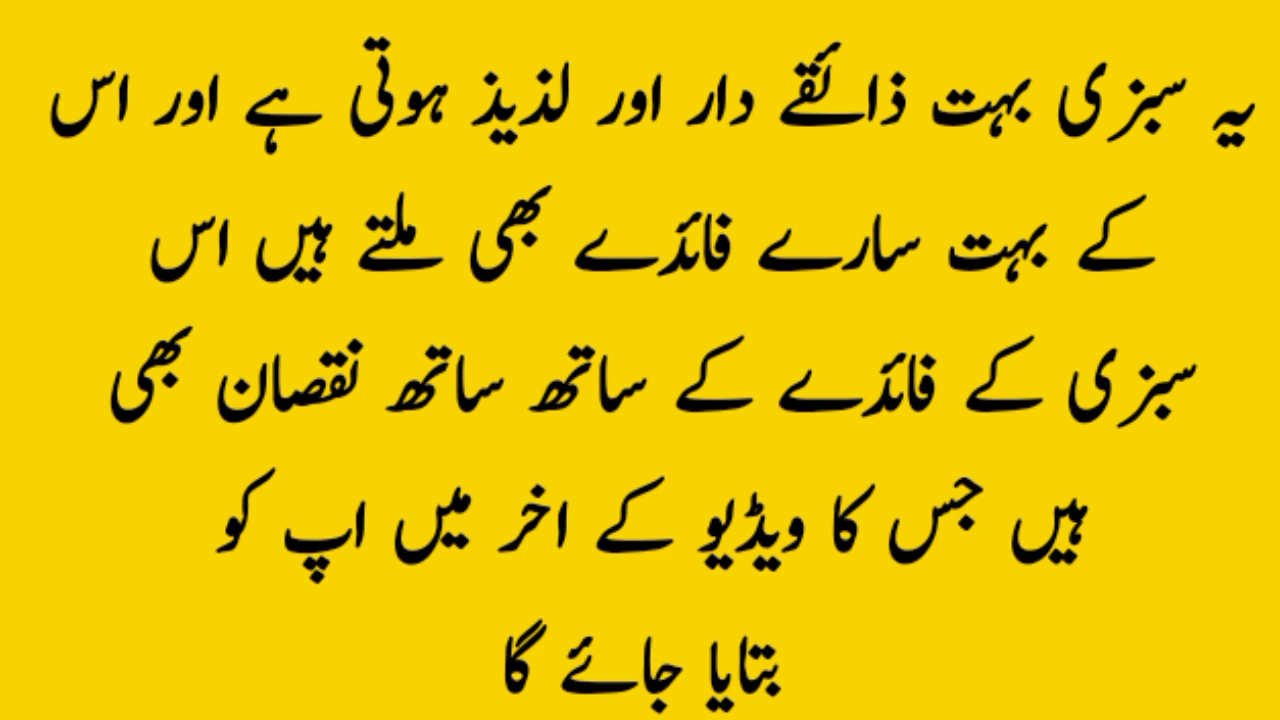 یہ سبزی بہت ذائقے دار اور لذیذ ہوتی ہے اور اس
کے بہت سارے فائدے بھی ملتے ہیں اس
سبزی کے فائدے کے ساتھ ساتھ نقصان بھی
ہیں جس کا ویڈیو کے اخر میں اپ کو
بتایا جائے گا